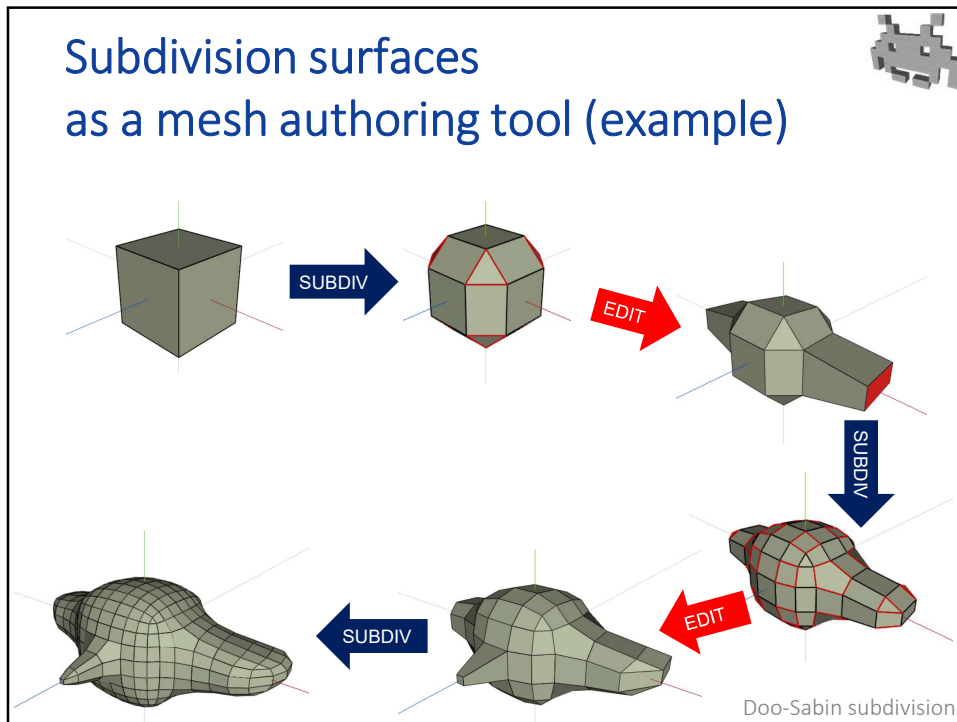 Subdivision surfaces
as a mesh authoring tool (example)
SUBDIV
EDIT
SUBDIV
EDIT
SUBDIV
Doo-Sabin subdivision